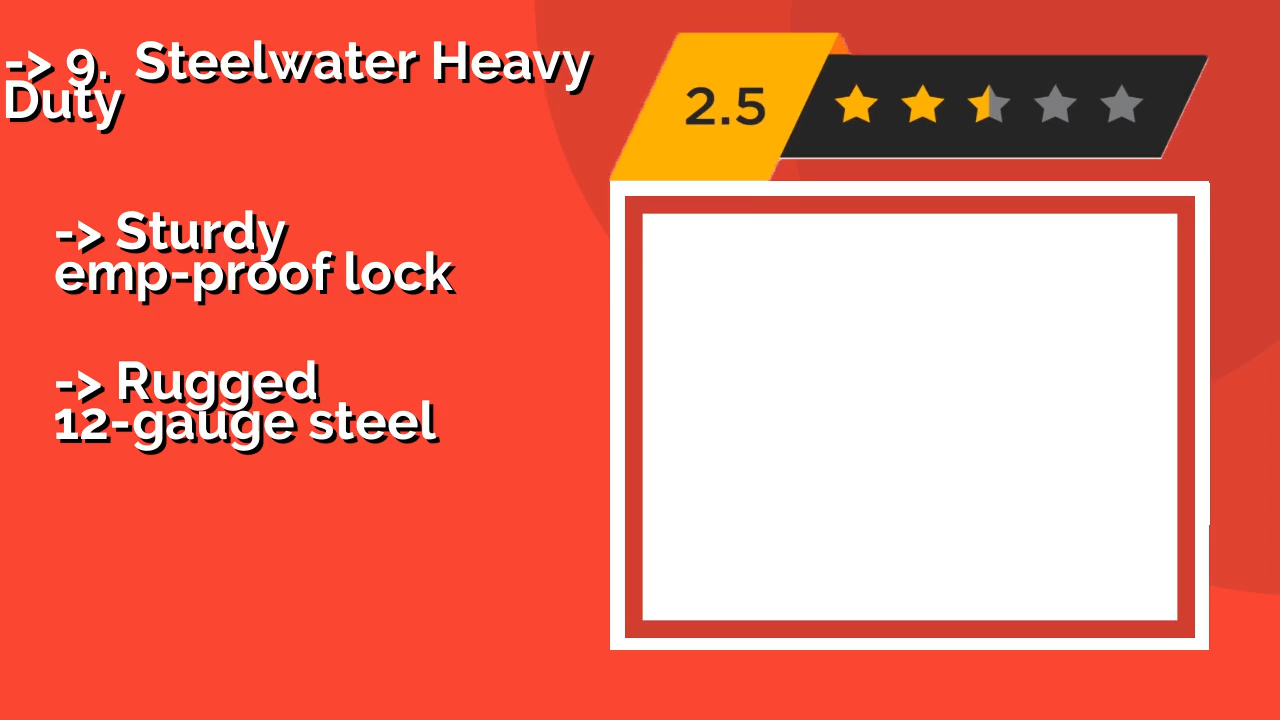 -> 9.  Steelwater Heavy
Duty
2.5
-> Sturdy
emp-proof lock
-> Rugged
12-gauge steel